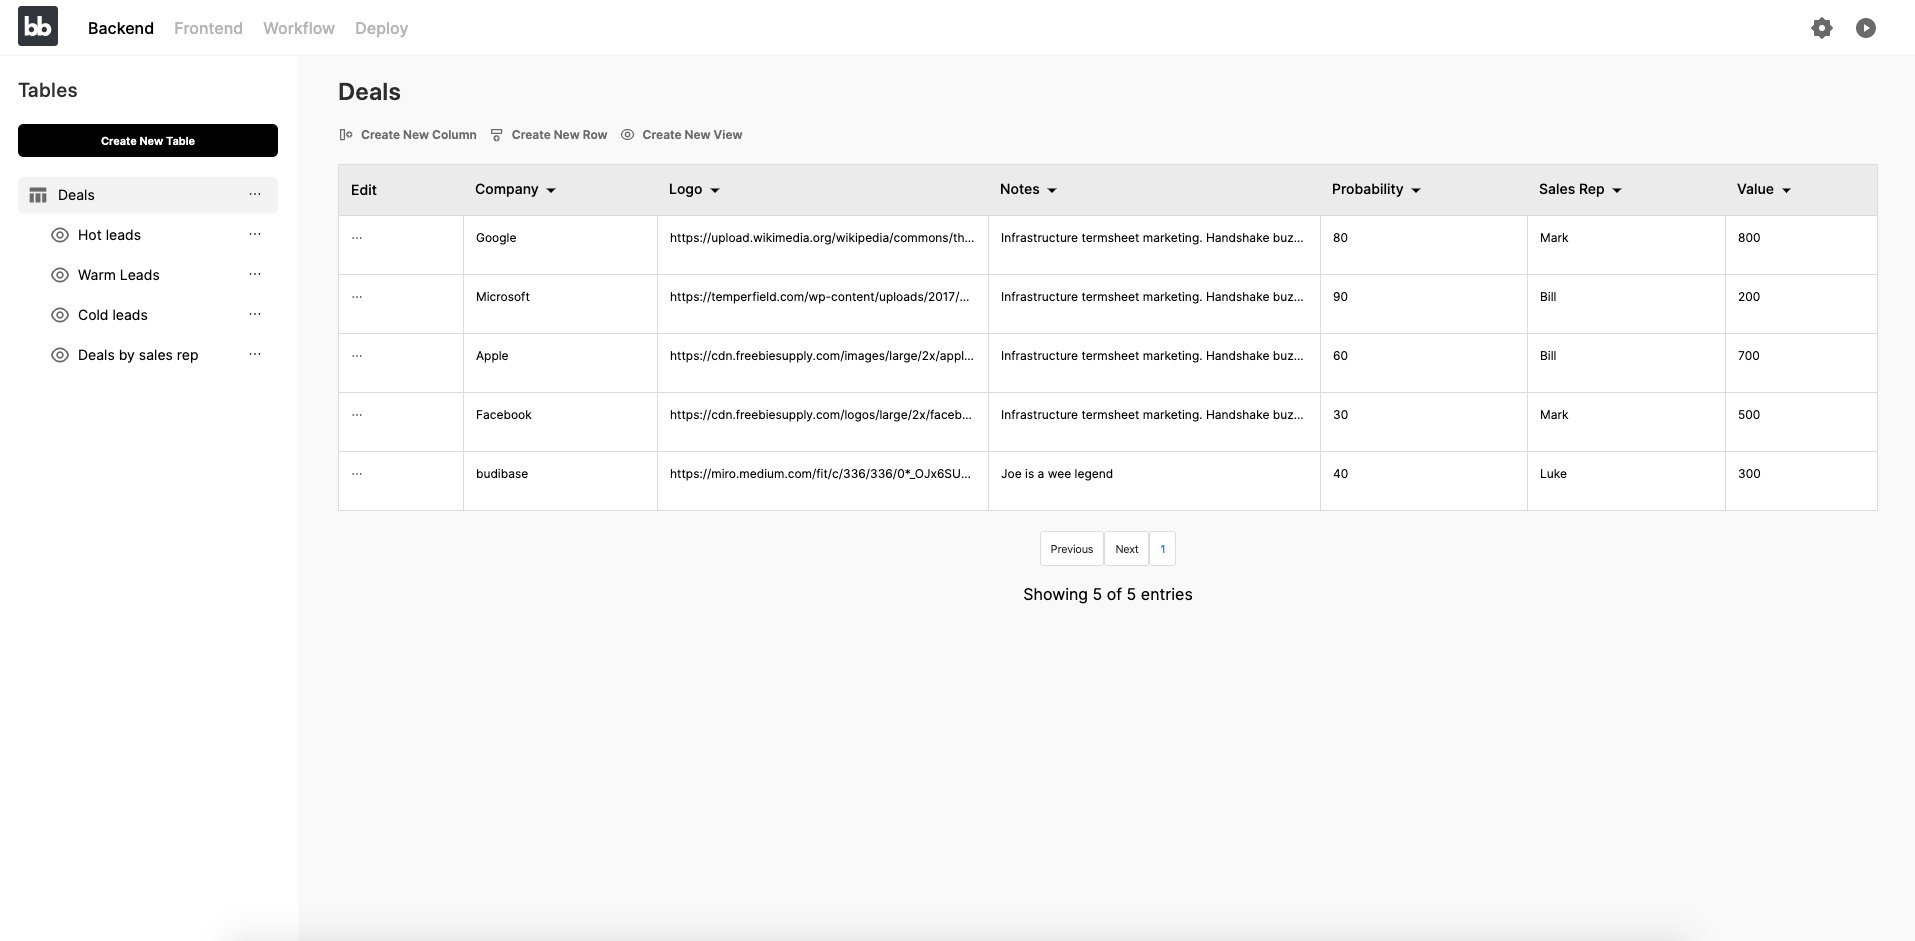 bb Backend Frontend Workflow Deploy
Tables
Create New Table
Deals ...
Hot leads ...
Warm Leads ...
Cold leads ...
Deals by sales rep ...
Deals
Create New Column Create New Row Create New View
Edit Company Logo Notes Probability Sales Rep Value
... Google https://upload.wikimedia.org/wikipedia/commons/th... Infrastructure termsheet marketing. Handshake buz... 80 Mark 800
... Microsoft https://temperfield.com/wp-content/uploads/2017/... Infrastructure termsheet marketing. Handshake buz... 90 Bill 200
... Apple https://cdn.freebiesupply.com/images/large/2x/appl... Infrastructure termsheet marketing. Handshake buz... 60 Bill 700
... Facebook https://cdn.freebiesupply.com/logos/large/2x/faceb... Infrastructure termsheet marketing. Handshake buz... 30 Mark 500
... budibase https://miro.medium.com/fit/c/336/336/0*_OJx6SU... Joe is a wee legend 40 Luke 300
Previous Next 1
Showing 5 of 5 entries